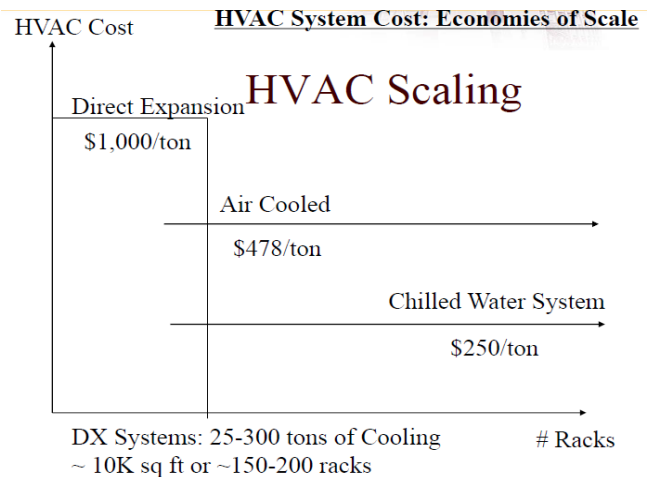 HVAC System Cost: Economies of Scale
HVAC Cost
HVAC Scaling
Direct Expansion
$1,000/ton
Air Cooled
$478/ton
Chilled Water System
$250/ton
DX Systems: 25-300 tons of Cooling
~ 10K sq ft or ~150-200 racks
# Racks